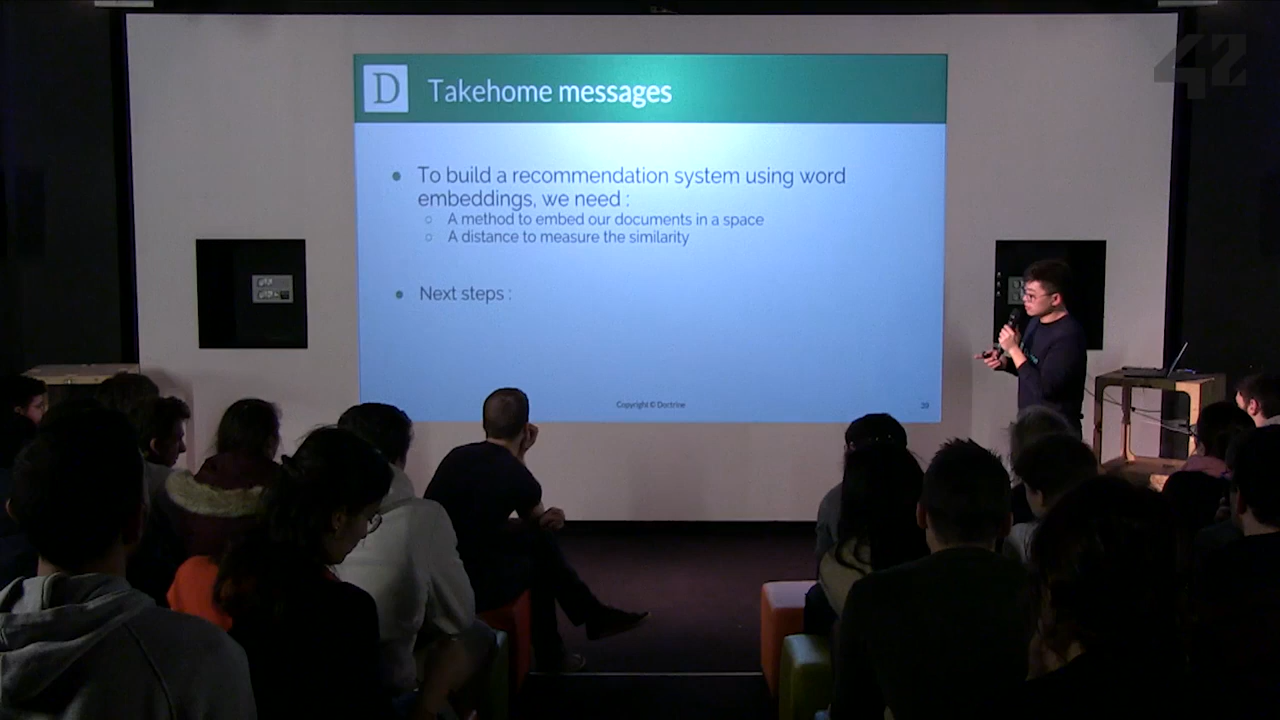 42
D Takehome messages
To build a recommendation system using word
embeddings, we need :
A method to embed our documents in a space
A distance to measure the similarity
Next steps :
Copyright © Doctrine
39